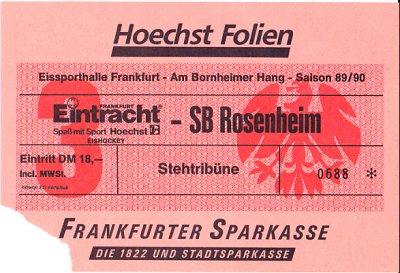 Hoechst Folien
Eissporthalle Frankfurt - Am Bornheimer Hang - Saison 89/90
3
FRANKFURT
Eintracht - SB Rosenheim
Spaß mit Sport Hoechst
EISHOCKEY
Eintritt DM 18,—
Incl. MWSt.
Stehtribüne
0688 *
FRANKFURTER SPARKASSE
DIE 1822 UND STADTSPARKASSE